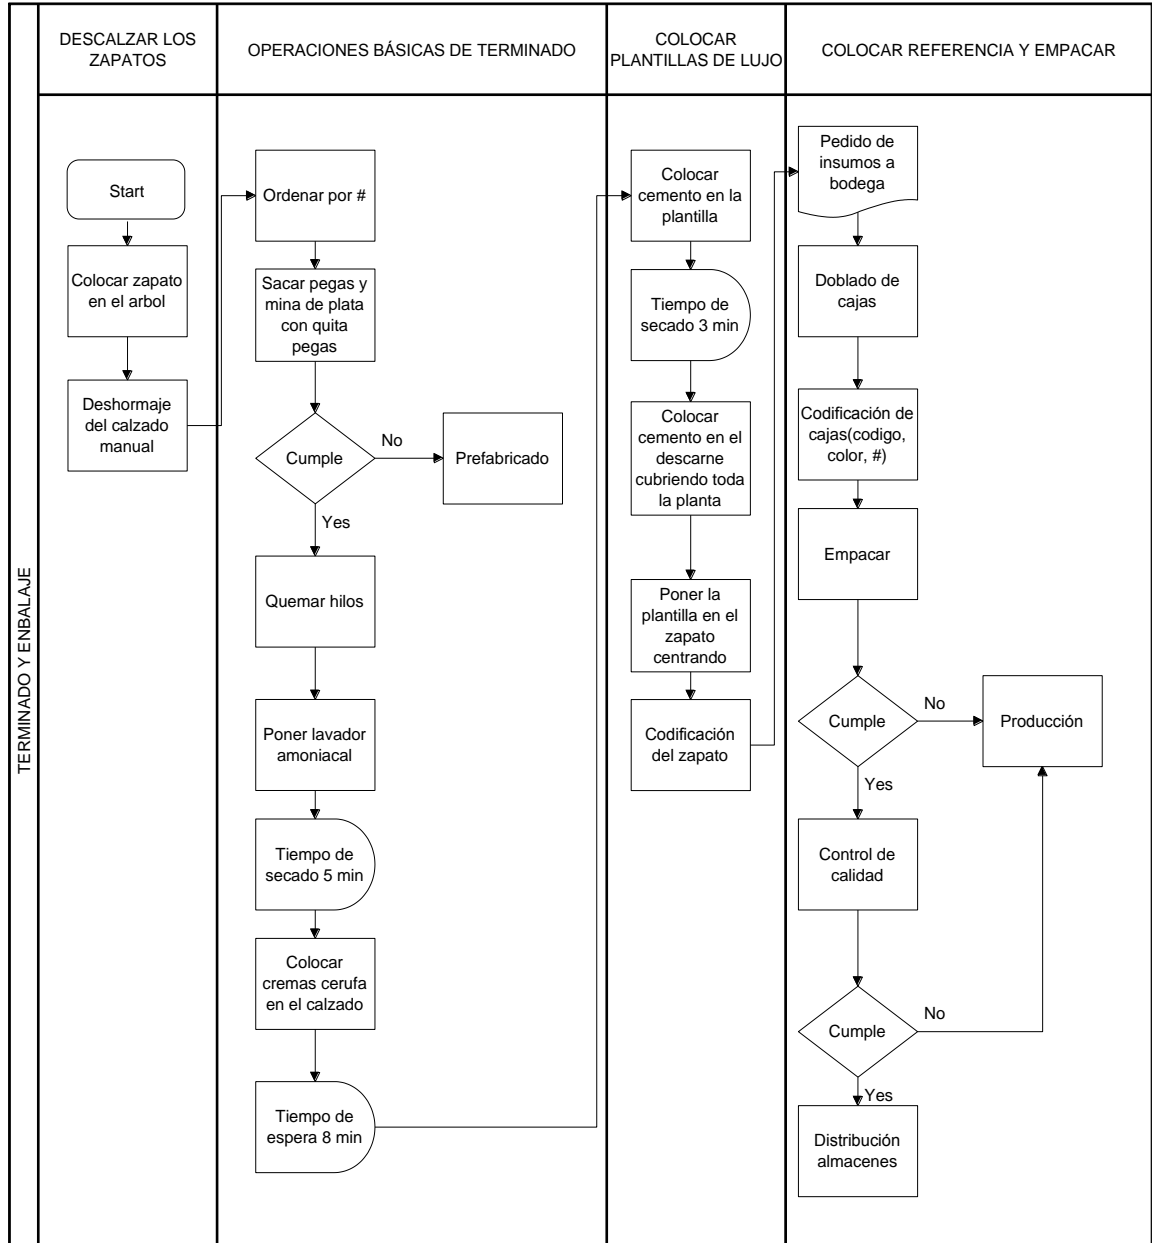 DESCALZAR LOS
ZAPATOS
OPERACIONES BÁSICAS DE TERMINADO
COLOCAR
PLANTILLAS DE LUJO
COLOCAR REFERENCIA Y EMPACAR
TERMINADO Y ENBALAJE
Start
Colocar zapato
en el arbol
Deshormaje
del calzado
manual
Ordenar por #
Sacar pegas y
mina de plata
con quita
pegas
Cumple
No
Prefabricado
Yes
Quemar hilos
Poner lavador
amoniacal
Tiempo de
secado 5 min
Colocar
cremas cerufa
en el calzado
Tiempo de
espera 8 min
Colocar
cemento en la
plantilla
Tiempo de
secado 3 min
Colocar
cemento en el
descarne
cubriendo toda
la planta
Poner la
plantilla en el
zapato
centrando
Codificación
del zapato
Pedido de
insumos a
bodega
Doblado de
cajas
Codificación de
cajas(codigo,
color, #)
Empacar
Cumple
No
Producción
Yes
Control de
calidad
Cumple
No
Yes
Distribución
almacenes